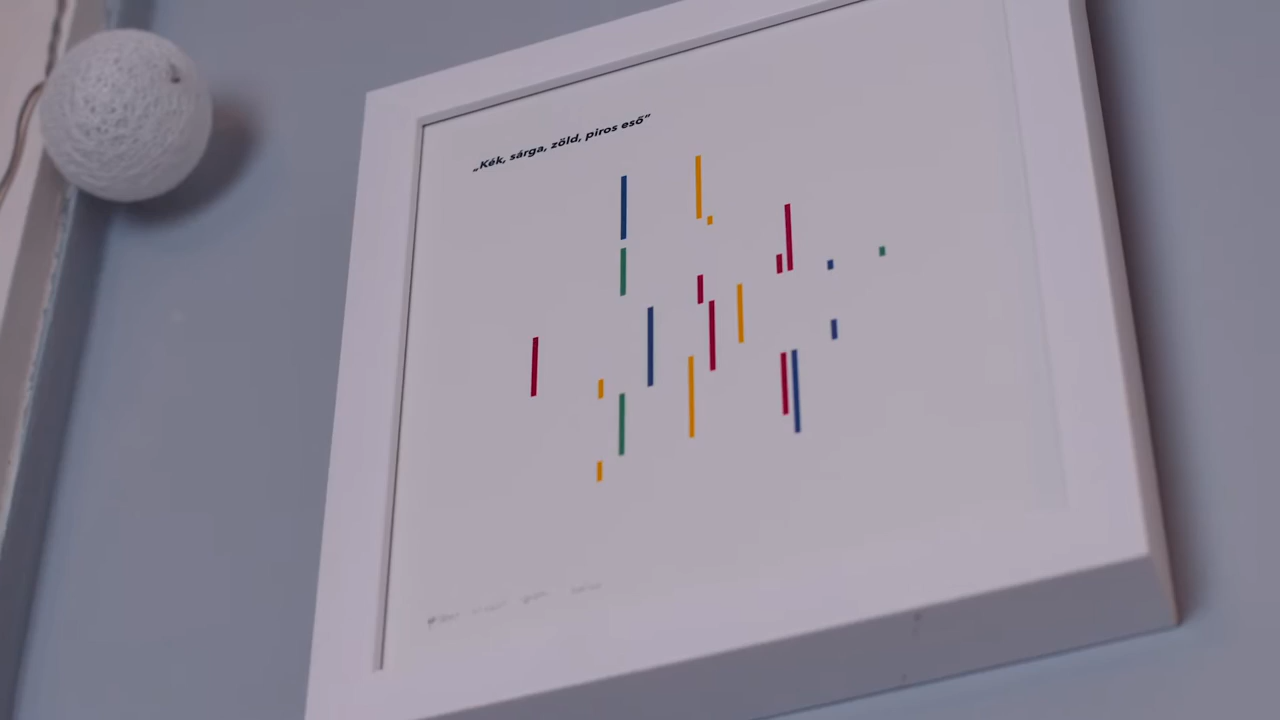 „Kék, sárga, zöld, piros eső”